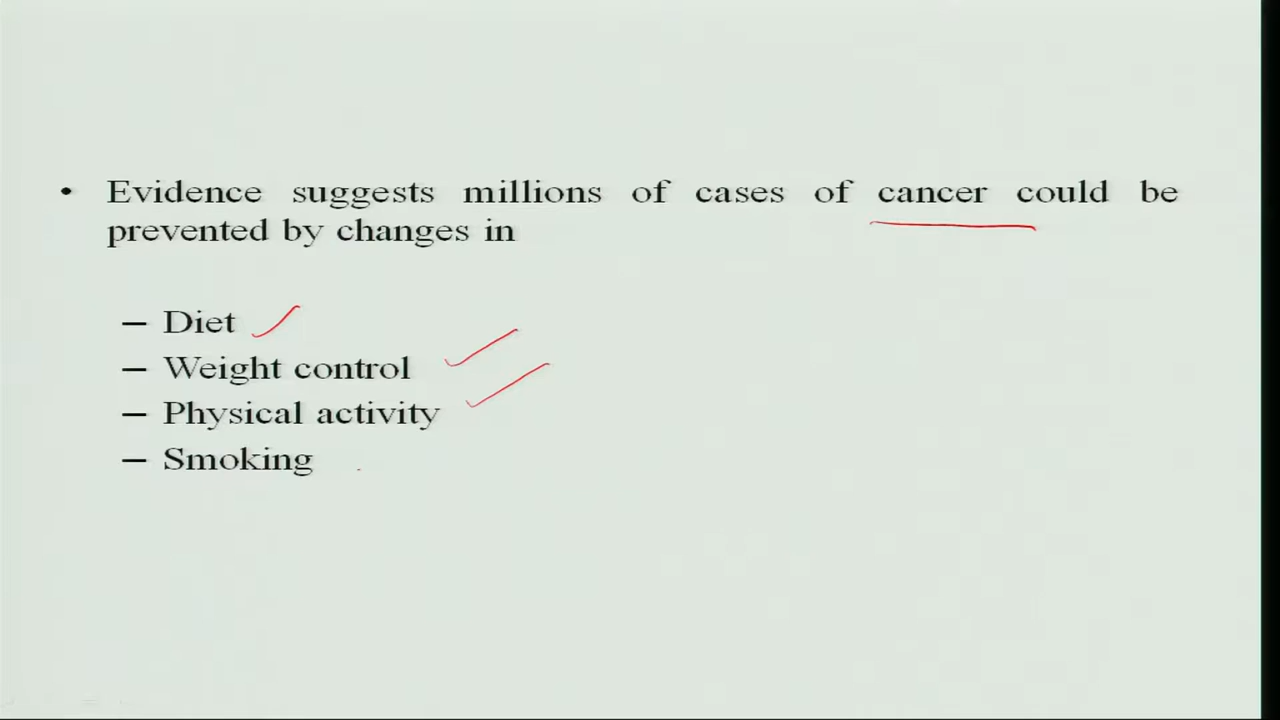 • Evidence suggests millions of cases of cancer could be
prevented by changes in
– Diet
– Weight control
– Physical activity
– Smoking